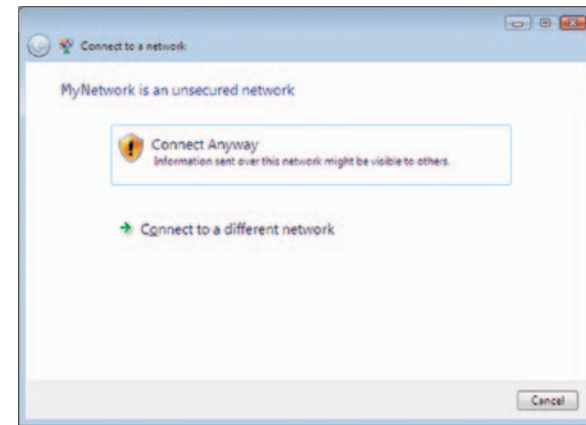 Connect to a network
MyNetwork is an unsecured network
Connect Anyway
Information sent over this network might be visible to others.
Connect to a different network
Cancel